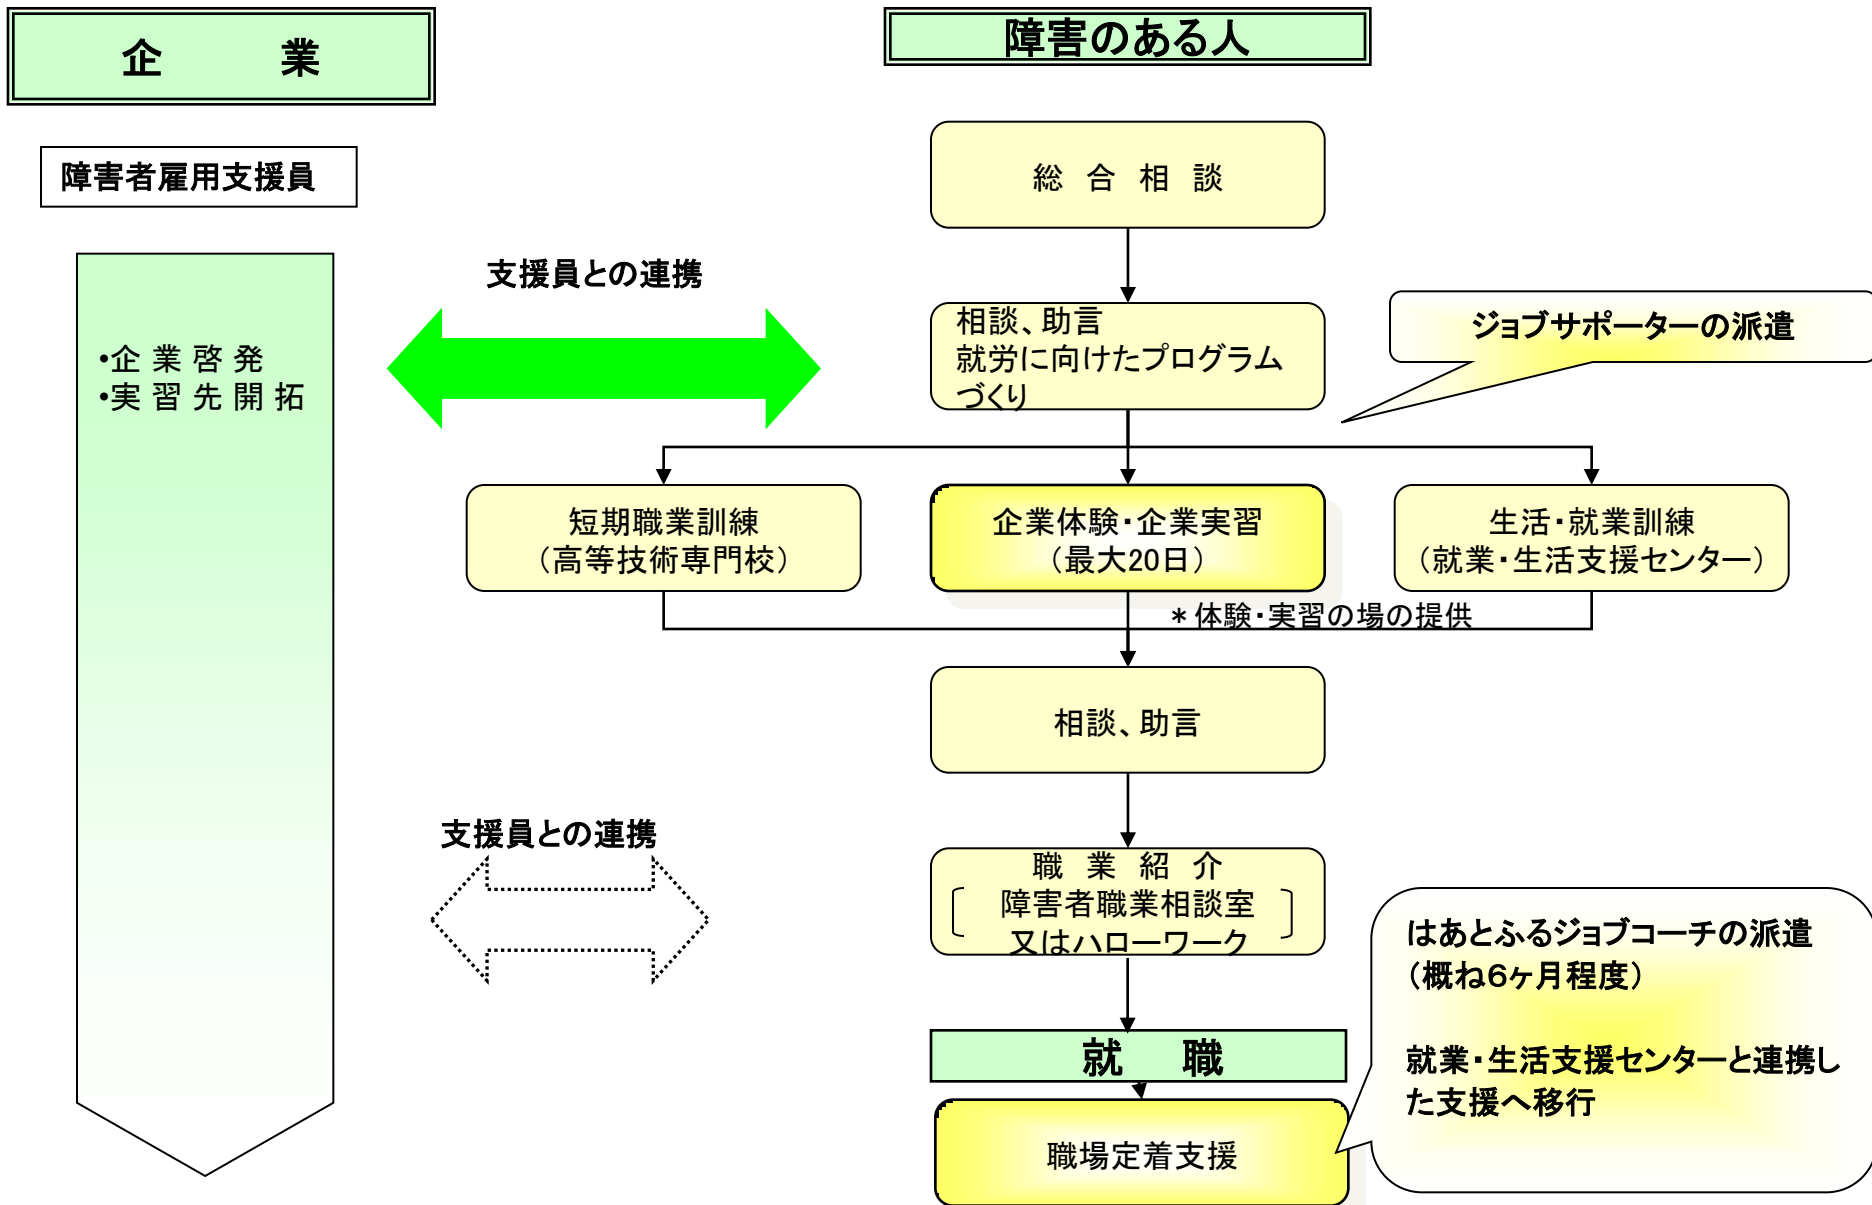 企　　業
障害のある人
障害者雇用支援員
総 合 相 談
支援員との連携
相談、助言
就労に向けたプログラム
づくり
ジョブサポーターの派遣
•企 業 啓 発
•実 習 先 開 拓
短期職業訓練
（高等技術専門校）
企業体験・企業実習
（最大20日）
生活・就業訓練
（就業・生活支援センター）
＊体験・実習の場の提供
相談、助言
支援員との連携
職 業 紹 介
障害者職業相談室
又はハローワーク
はあとふるジョブコーチの派遣
（概ね６ヶ月程度）
就業・生活支援センターと連携し
た支援へ移行
就　職
職場定着支援